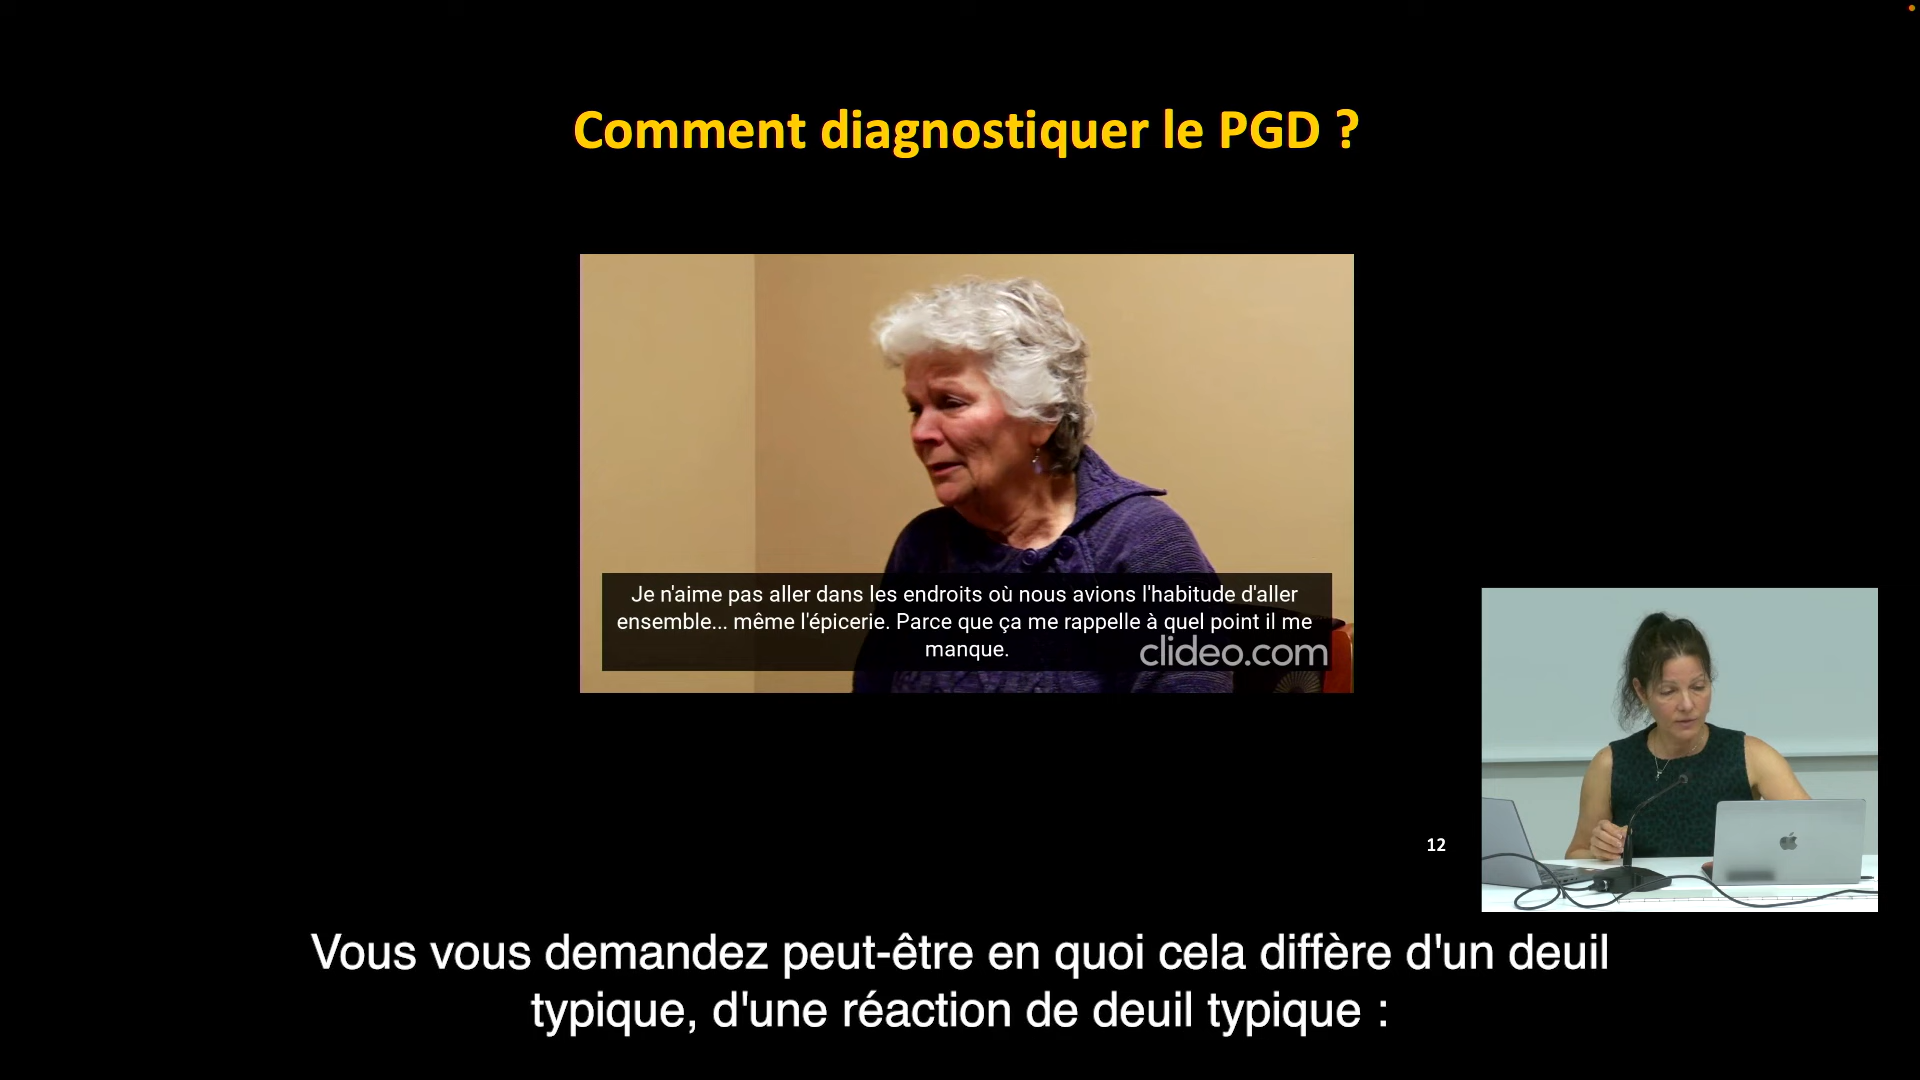 Comment diagnostiquer le PGD ?
Je n'aime pas aller dans les endroits où nous avions l'habitude d'aller
ensemble... même l'épicerie. Parce que ça me rappelle à quel point il me
manque.
clideo.com
12
Vous vous demandez peut-être en quoi cela diffère d'un deuil
typique, d'une réaction de deuil typique :